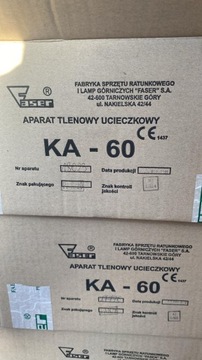 Faser ®
FABRYKA SPRZĘTU RATUNKOWEGO
I LAMP GÓRNICZYCH "FASER" S.A.
42-600 TARNOWSKIE GÓRY
ul. NAKIELSKA 42/44
APARAT TLENOWY UCIECZKOWY
KA - 60 CE 1437
Nr aparatu Data produkcji
Znak pakującego Znak kontroli
jakości
Faser ®
FABRYKA SPRZĘTU RATUNKOWEGO
I LAMP GÓRNICZYCH "FASER" S.A.
42-600 TARNOWSKIE GÓRY
ul. NAKIELSKA 42/44
APARAT TLENOWY UCIECZKOWY
KA - 60 CE 1437
Nr aparatu Data produkcji
Znak pakującego Znak kontroli
jakości